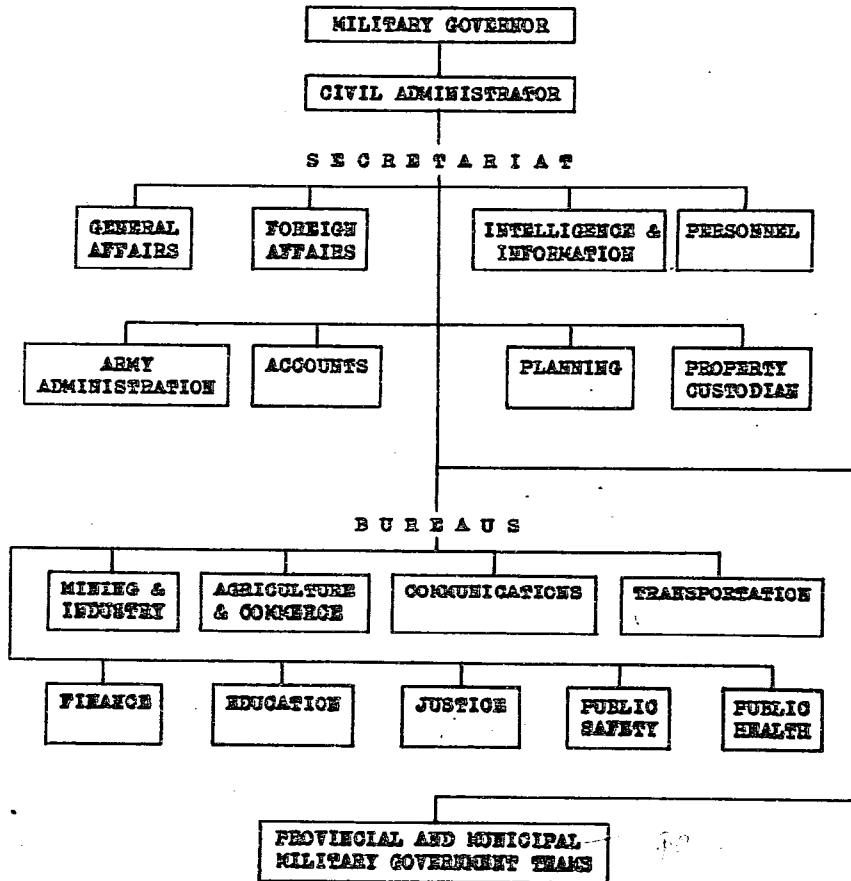 MILITARY GOVERNOR
CIVIL ADMINISTRATOR
SECRETARIAT
GENERAL
AFFAIRS
FOREIGN
AFFAIRS
INTELLIGENCE &
INFORMATION
PERSONNEL
ARMY
ADMINISTRATION
ACCOUNTS
PLANNING
PROPERTY
CUSTODIAN
BUREAUS
MINING &
INDUSTRY
AGRICULTURE
& COMMERCE
COMMUNICATIONS
TRANSPORTATION
FINANCE
EDUCATION
JUSTICE
PUBLIC
SAFETY
PUBLIC
HEALTH
PROVINCIAL AND MUNICIPAL
MILITARY GOVERNMENT TEAMS